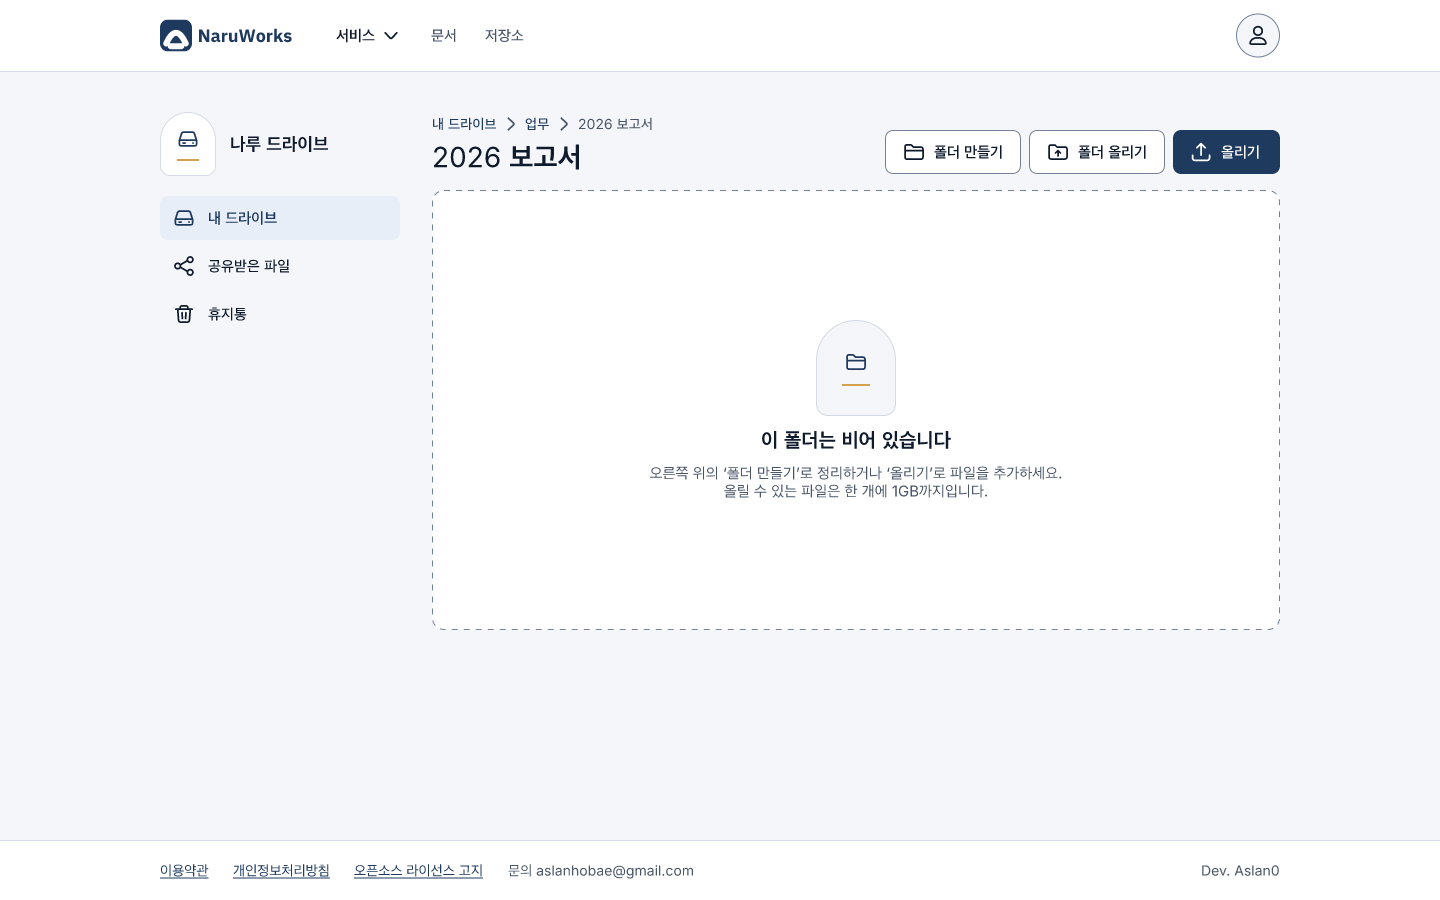 NaruWorks
서비스
문서
저장소
나루 드라이브
내 드라이브
공유받은 파일
휴지통
내 드라이브 > 업무 > 2026 보고서
2026 보고서
폴더 만들기
폴더 올리기
올리기
이 폴더는 비어 있습니다
오른쪽 위의 ‘폴더 만들기’로 정리하거나 ‘올리기’로 파일을 추가하세요.
올릴 수 있는 파일은 한 개에 1GB까지입니다.
이용약관
개인정보처리방침
오픈소스 라이선스 고지
문의 aslanhobae@gmail.com
Dev. Aslan0